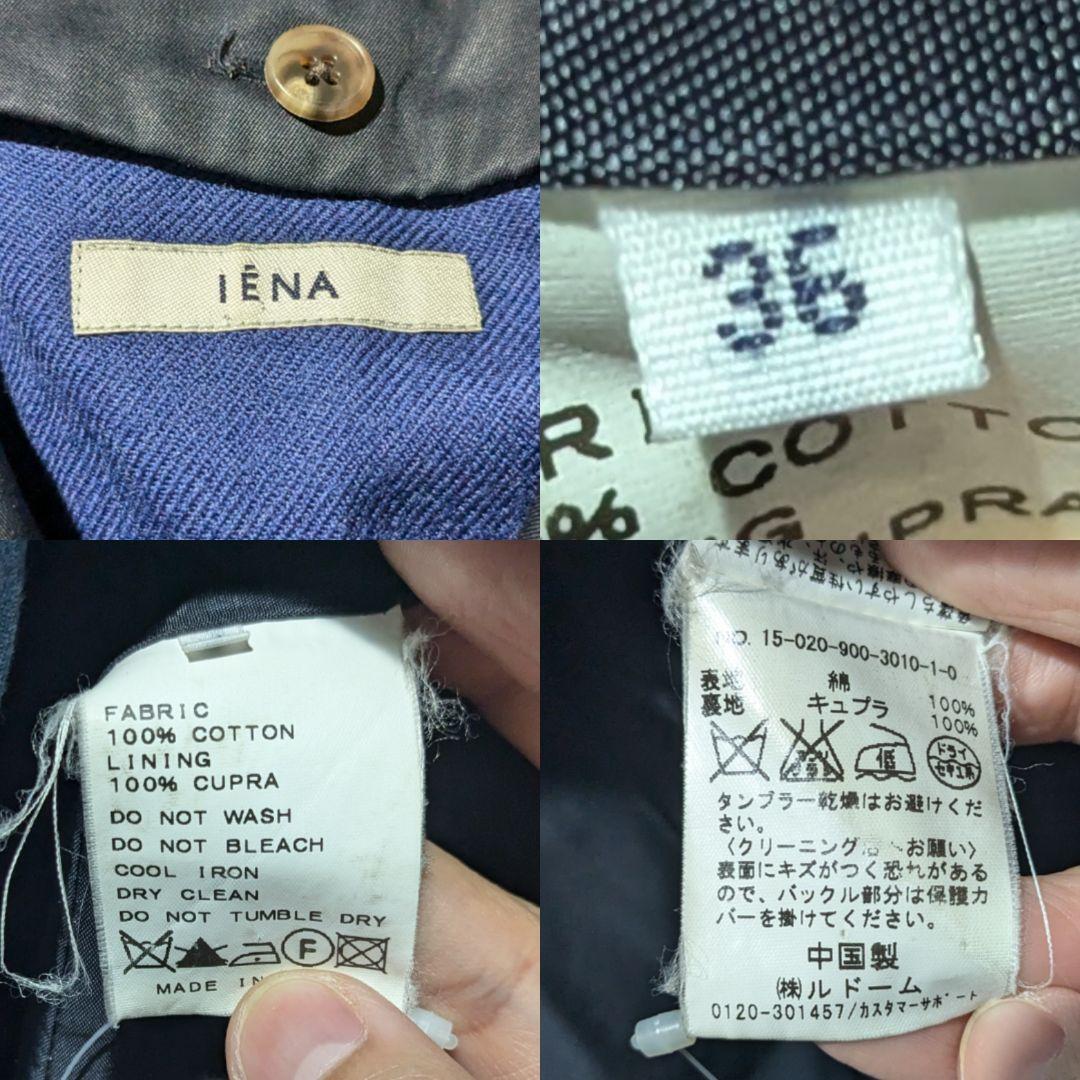 IĒNA
36
COTTO
%
FABRIC
100% COTTON
LINING
100% CUPRA
DO NOT WASH
DO NOT BLEACH
COOL IRON
DRY CLEAN
DO NOT TUMBLE DRY
F
MADE IN
NO. 15-020-900-3010-1-0
表地 綿 100%
裏地 キュプラ 100%
低 ドライ セキユ系
タンブラー乾燥はお避けくだ
さい。
〈クリーニング店へお願い〉
表面にキズがつく恐れがある
ので、バックル部分は保護カ
バーを掛けてください。
中国製
㈱ルドーム
0120-301457/カスタマーサポート